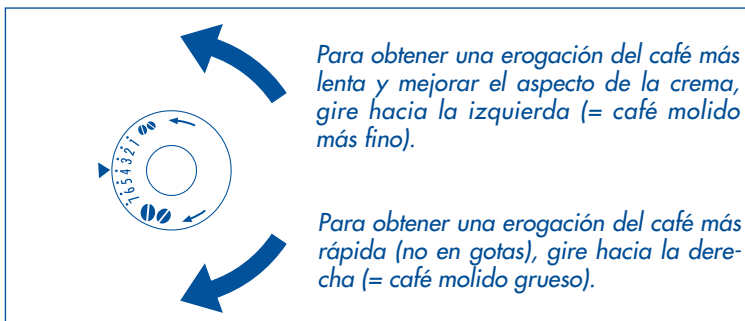 Para obtener una erogación del café más
lenta y mejorar el aspecto de la crema,
gire hacia la izquierda (= café molido
más fino).
7654321
Para obtener una erogación del café más
rápida (no en gotas), gire hacia la dere-
cha (= café molido grueso).